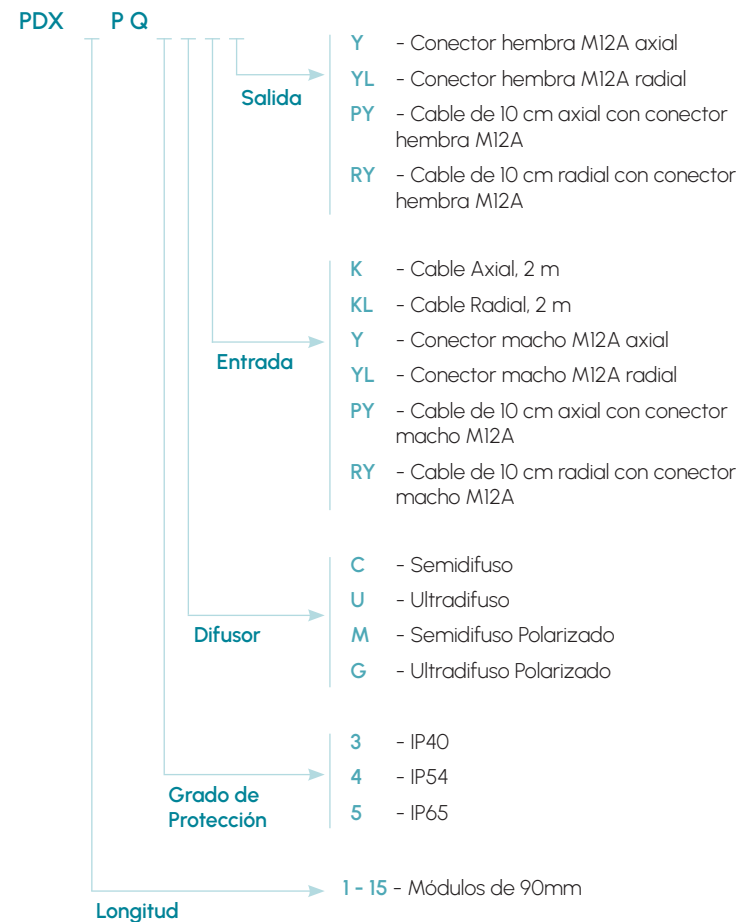 PDX P Q
Y - Conector hembra M12A axial
YL - Conector hembra M12A radial
Salida
PY - Cable de 10 cm axial con conector
hembra M12A
RY - Cable de 10 cm radial con conector
hembra M12A
K - Cable Axial, 2 m
KL - Cable Radial, 2 m
Y - Conector macho M12A axial
Entrada
YL - Conector macho M12A radial
PY - Cable de 10 cm axial con conector
macho M12A
RY - Cable de 10 cm radial con conector
macho M12A
C - Semidifuso
U - Ultradifuso
Difusor
M - Semidifuso Polarizado
G - Ultradifuso Polarizado
3 - IP40
4 - IP54
Grado de
Protección
5 - IP65
1 - 15 - Módulos de 90mm
Longitud